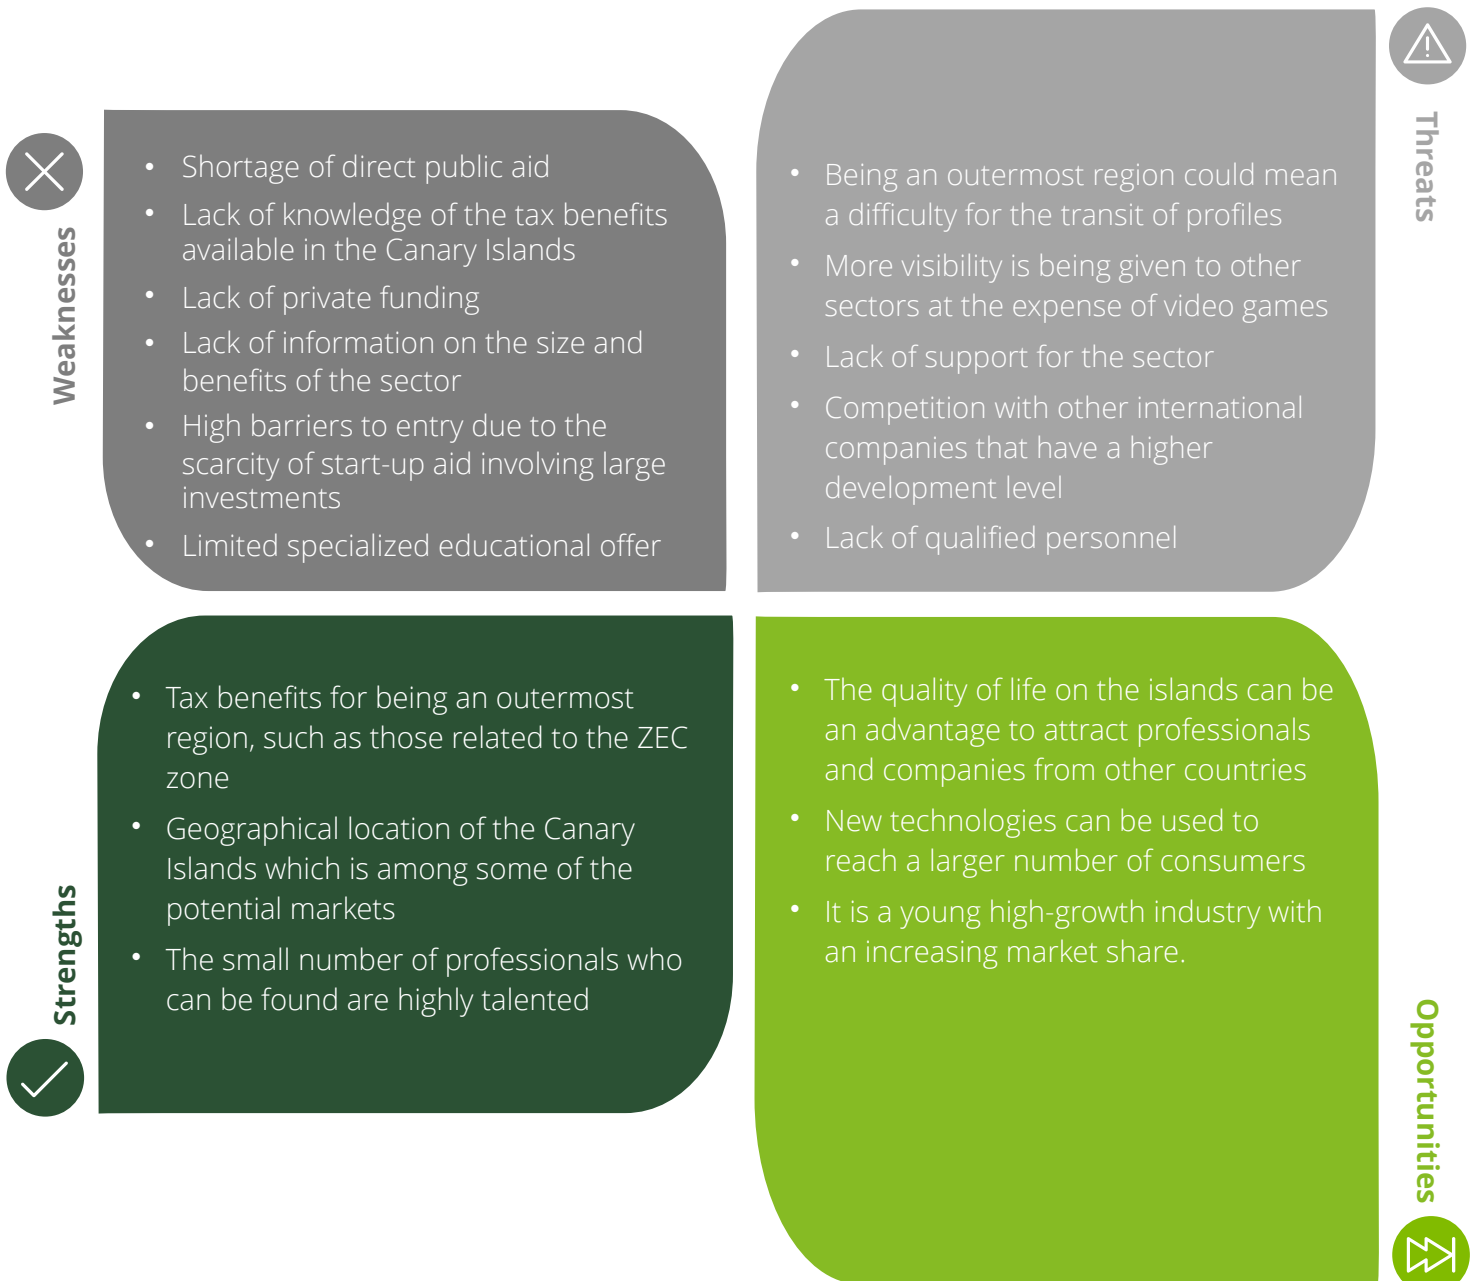 Weaknesses
• Shortage of direct public aid
• Lack of knowledge of the tax benefits
available in the Canary Islands
• Lack of private funding
• Lack of information on the size and
benefits of the sector
• High barriers to entry due to the
scarcity of start-up aid involving large
investments
• Limited specialized educational offer
Threats
• Being an outermost region could mean
a difficulty for the transit of profiles
• More visibility is being given to other
sectors at the expense of video games
• Lack of support for the sector
• Competition with other international
companies that have a higher
development level
• Lack of qualified personnel
Strengths
• Tax benefits for being an outermost
region, such as those related to the ZEC
zone
• Geographical location of the Canary
Islands which is among some of the
potential markets
• The small number of professionals who
can be found are highly talented
Opportunities
• The quality of life on the islands can be
an advantage to attract professionals
and companies from other countries
• New technologies can be used to
reach a larger number of consumers
• It is a young high-growth industry with
an increasing market share.